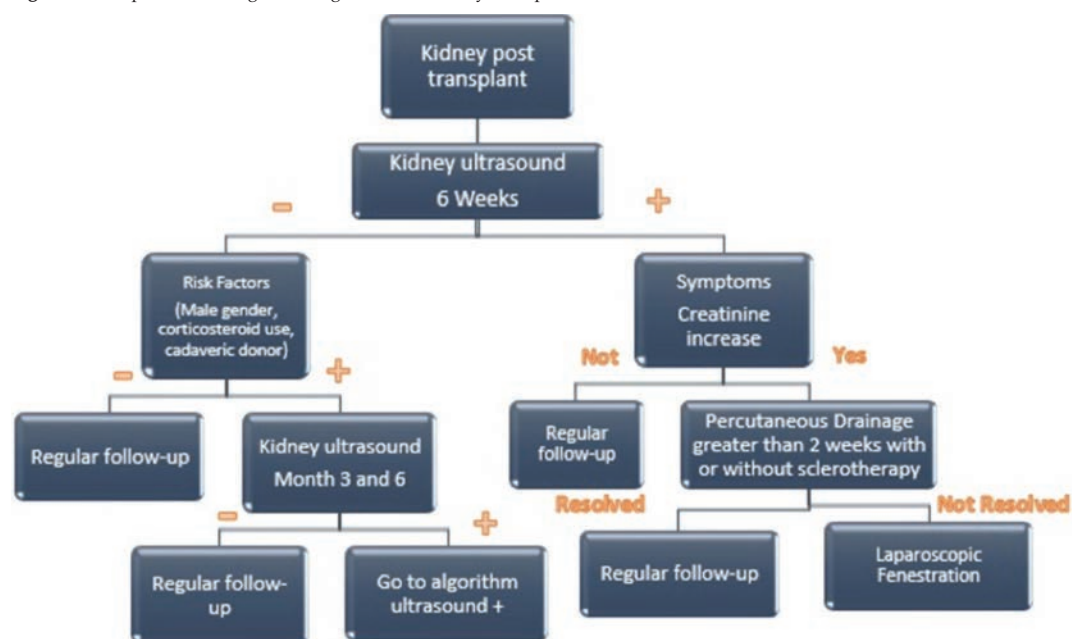 Kidney post
transplant
Kidney ultrasound
6 Weeks
−
+
Risk Factors
(Male gender,
corticosteroid use,
cadaveric donor)
Symptoms
Creatinine
increase
−
+
Not
Yes
Regular follow-up
Kidney ultrasound
Month 3 and 6
Regular
follow-up
Percutaneous Drainage
greater than 2 weeks with
or without sclerotherapy
−
+
Resolved
Not Resolved
Regular follow-
up
Go to algorithm
ultrasound +
Regular follow-up
Laparoscopic
Fenestration